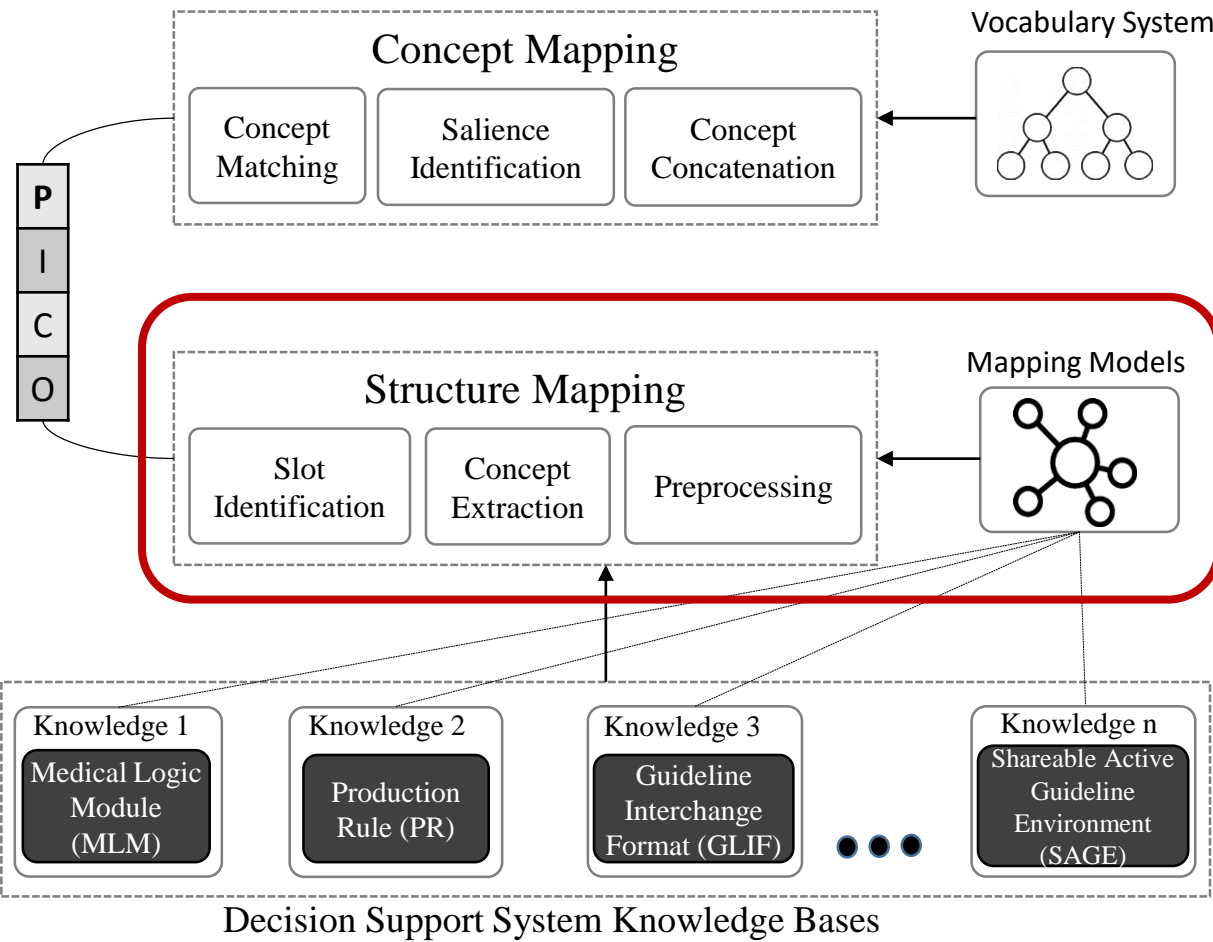 Vocabulary System
Concept Mapping
Concept
Matching
Salience
Identification
Concept
Concatenation
P
I
C
O
Mapping Models
Structure Mapping
Slot
Identification
Concept
Extraction
Preprocessing
Knowledge 1
Medical Logic
Module
(MLM)
Knowledge 2
Production
Rule (PR)
Knowledge 3
Guideline
Interchange
Format (GLIF)
Knowledge n
Shareable Active
Guideline
Environment
(SAGE)
Decision Support System Knowledge Bases